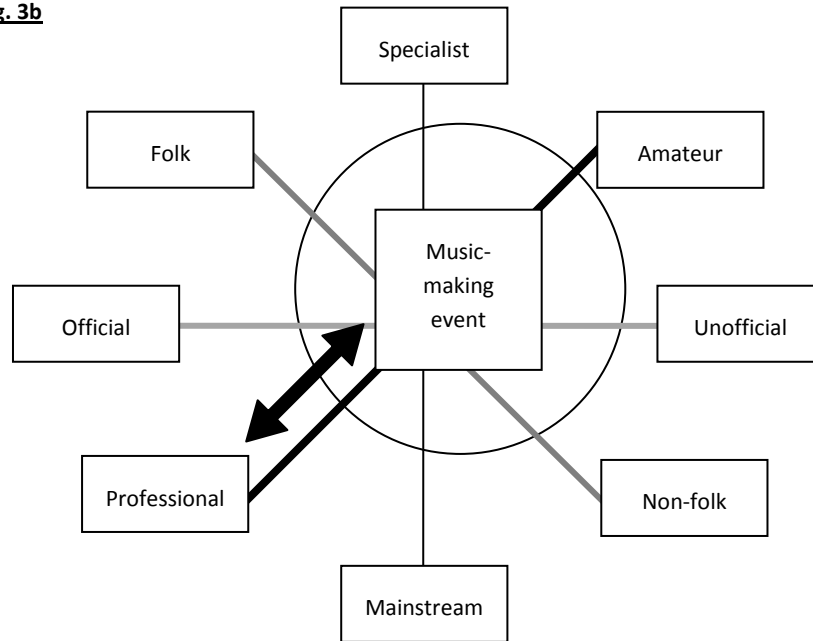 g. 3b
Specialist
Folk
Amateur
Music-
making
event
Official
Unofficial
Professional
Non-folk
Mainstream